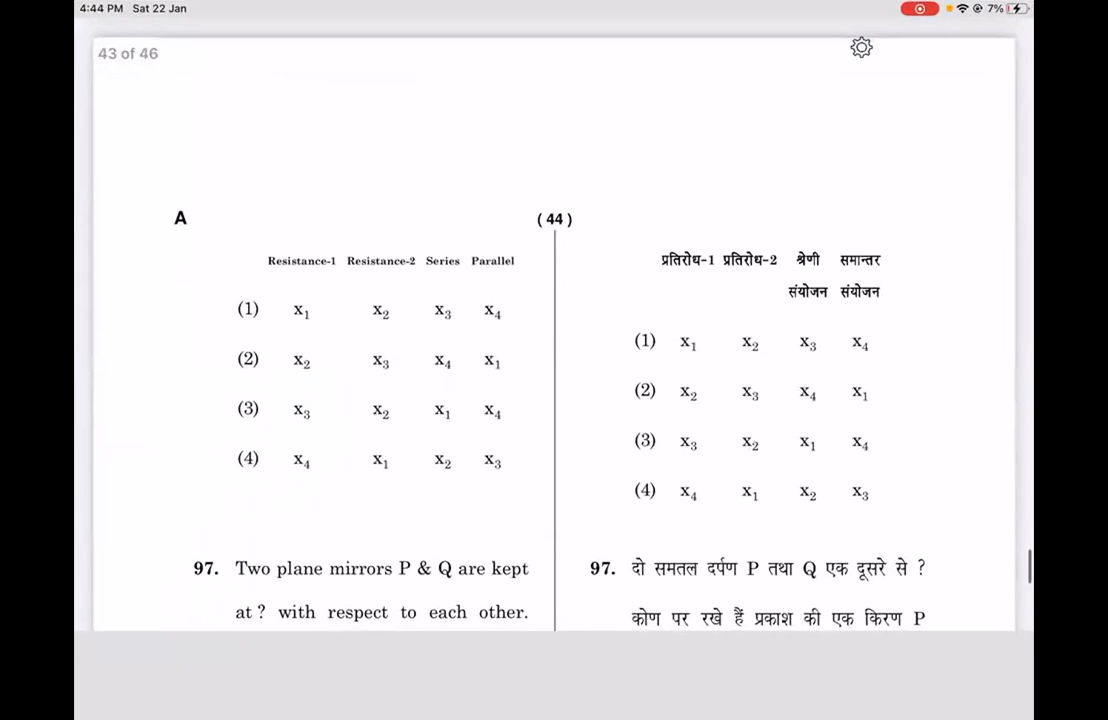 4:44 PM Sat 22 Jan
7%
43 of 46
A
(44)
Resistance-1 Resistance-2 Series Parallel
(1) x₁ x₂ x₃ x₄
(2) x₂ x₃ x₄ x₁
(3) x₃ x₂ x₁ x₄
(4) x₄ x₁ x₂ x₃
97. Two plane mirrors P & Q are kept
at ? with respect to each other.
प्रतिरोध-1 प्रतिरोध-2 श्रेणी समान्तर
संयोजन संयोजन
(1) x₁ x₂ x₃ x₄
(2) x₂ x₃ x₄ x₁
(3) x₃ x₂ x₁ x₄
(4) x₄ x₁ x₂ x₃
97. दो समतल दर्पण P तथा Q एक दूसरे से ?
कोण पर रखे हैं प्रकाश की एक किरण P